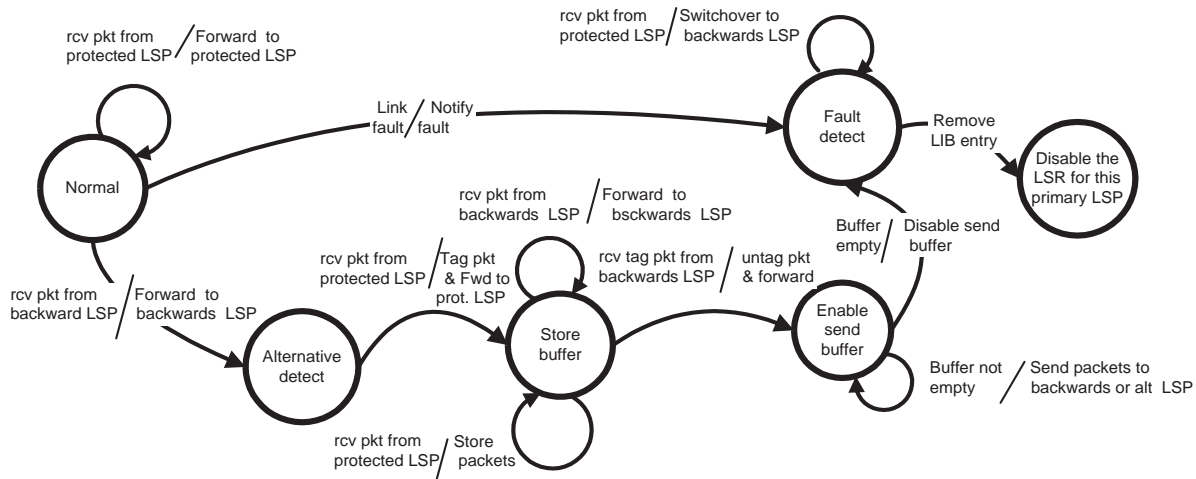 rcv pkt from / Forward to
protected LSP / protected LSP
rcv pkt from / Switchover to
protected LSP / backwards LSP
Link / Notify
fault / fault
Fault
detect
Remove
LIB entry
Disable the
LSR for this
primary LSP
Normal
rcv pkt from / Forward to
backwards LSP / bsckwards LSP
Buffer / Disable send
empty / buffer
rcv pkt from / Tag pkt
protected LSP / & Fwd to
prot. LSP
rcv tag pkt from / untag pkt
backwards LSP / & forward
rcv pkt from / Forward to
backward LSP / backwards LSP
Alternative
detect
Store
buffer
Enable
send
buffer
Buffer not / Send packets to
empty / backwards or alt LSP
rcv pkt from / Store
protected LSP / packets